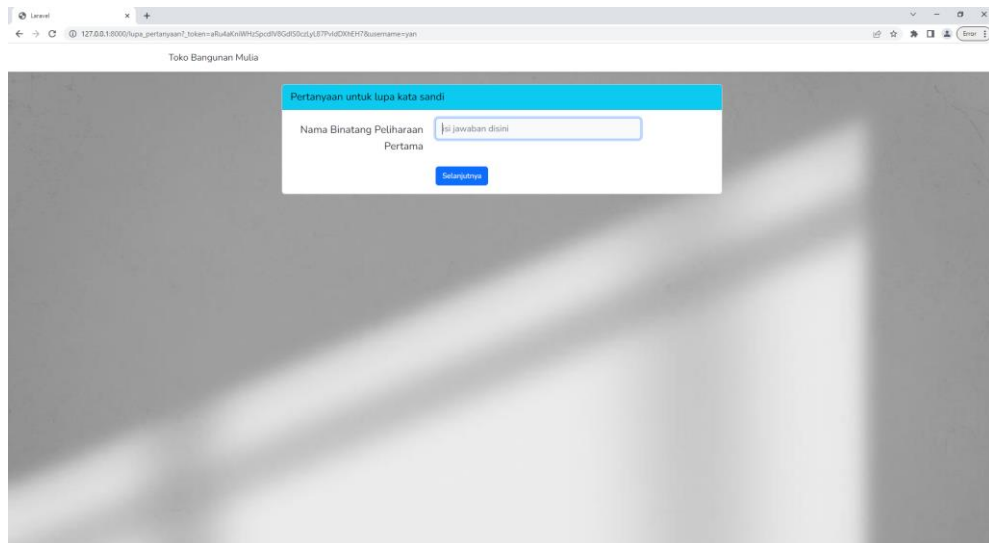 Laravel
127.0.0.1:8000/lupa_pertanyaan?_token=
&username=yan
Error
Toko Bangunan Mulia
Pertanyaan untuk lupa kata sandi
Nama Binatang Peliharaan
Pertama
isi jawaban disini
Selanjutnya